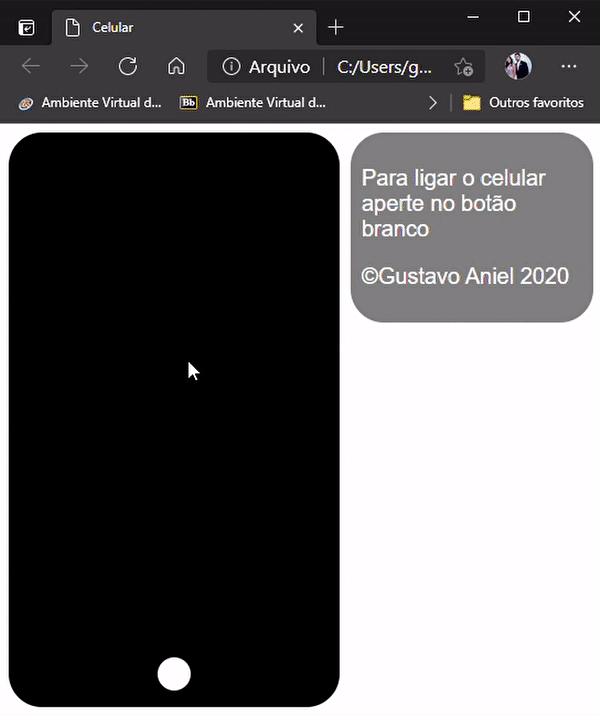 Celular
Arquivo
C:/Users/g...
Ambiente Virtual d...
Bb
Ambiente Virtual d...
Outros favoritos
Para ligar o celular
aperte no botão
branco
©Gustavo Aniel 2020